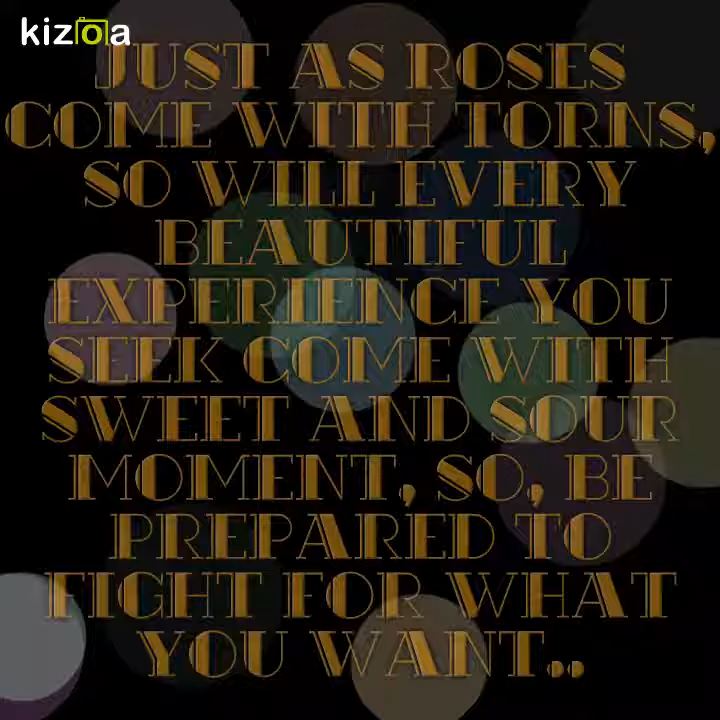 kizoa
JUST AS ROSES
COME WITH TORNS,
SO WILL EVERY
BEAUTIFUL
EXPERIENCE YOU
SEEK COME WITH
SWEET AND SOUR
MOMENT, SO, BE
PREPARED TO
FIGHT FOR WHAT
YOU WANT..